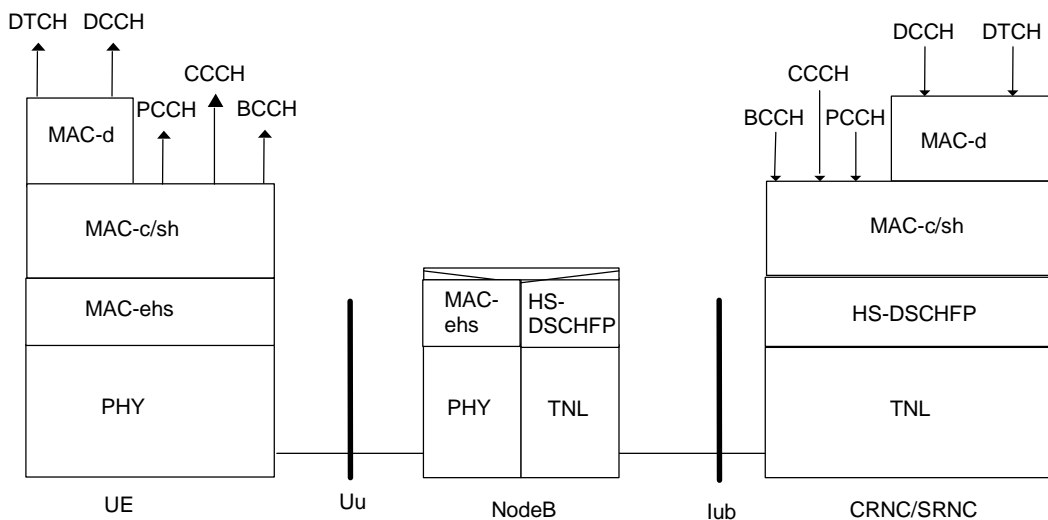 DTCH DCCH
CCCH
PCCH
BCCH
MAC-d
MAC-c/sh
MAC-ehs
PHY
UE
Uu
MAC-
ehs
HS-
DSCHFP
PHY
TNL
NodeB
Iub
DCCH DTCH
CCCH
BCCH PCCH
MAC-d
MAC-c/sh
HS-DSCHFP
TNL
CRNC/SRNC